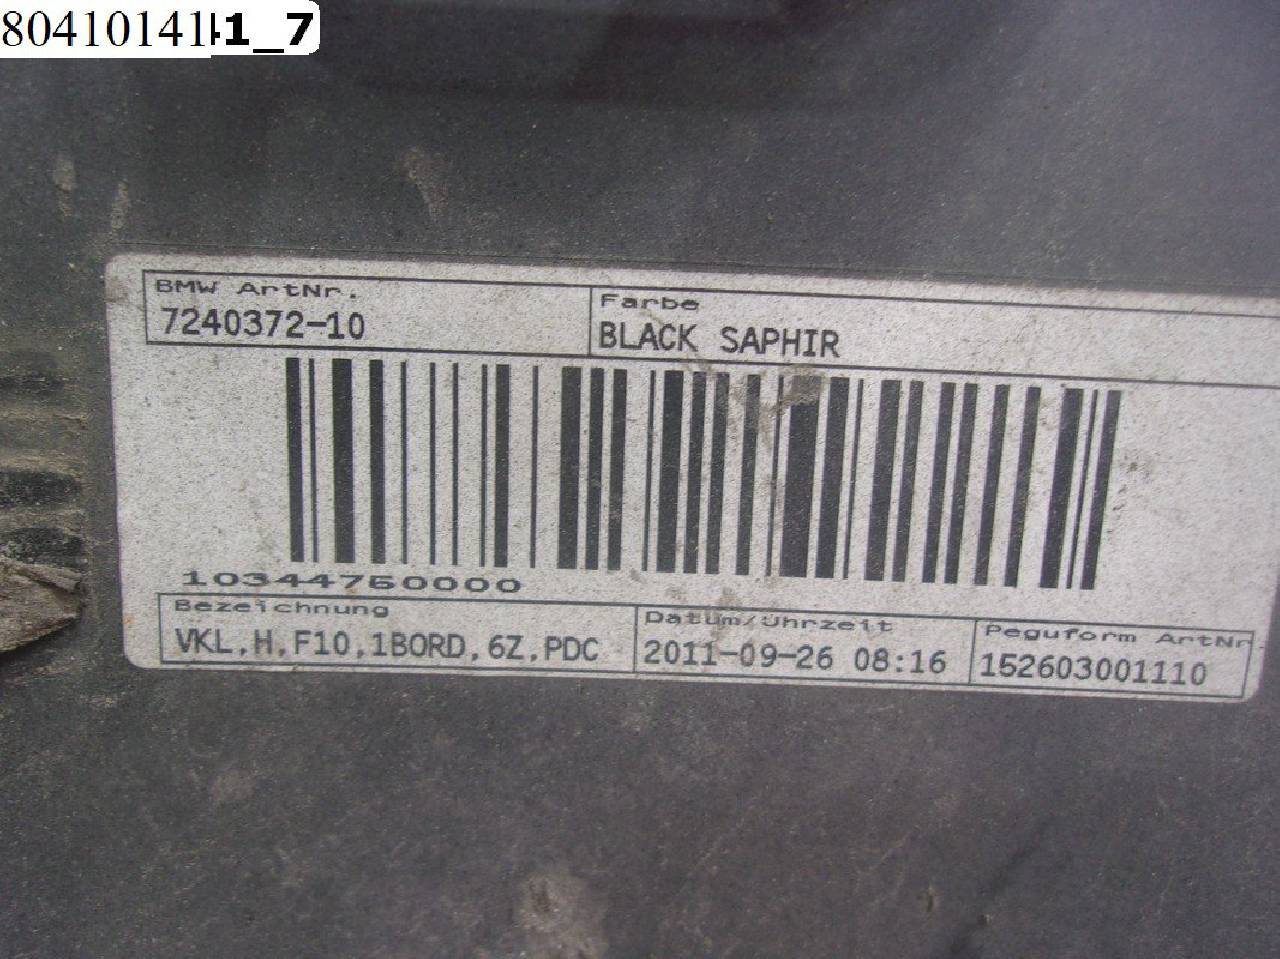 80410141 1_7
BMW ArtNr.
7240372-10
Farbe
BLACK SAPHIR
10344750000
Bezeichnung
VKL,H,F10,1BORD,6Z,PDC
Datum/Uhrzeit
2011-09-26 08:16
Peguform ArtNr.
152603001110